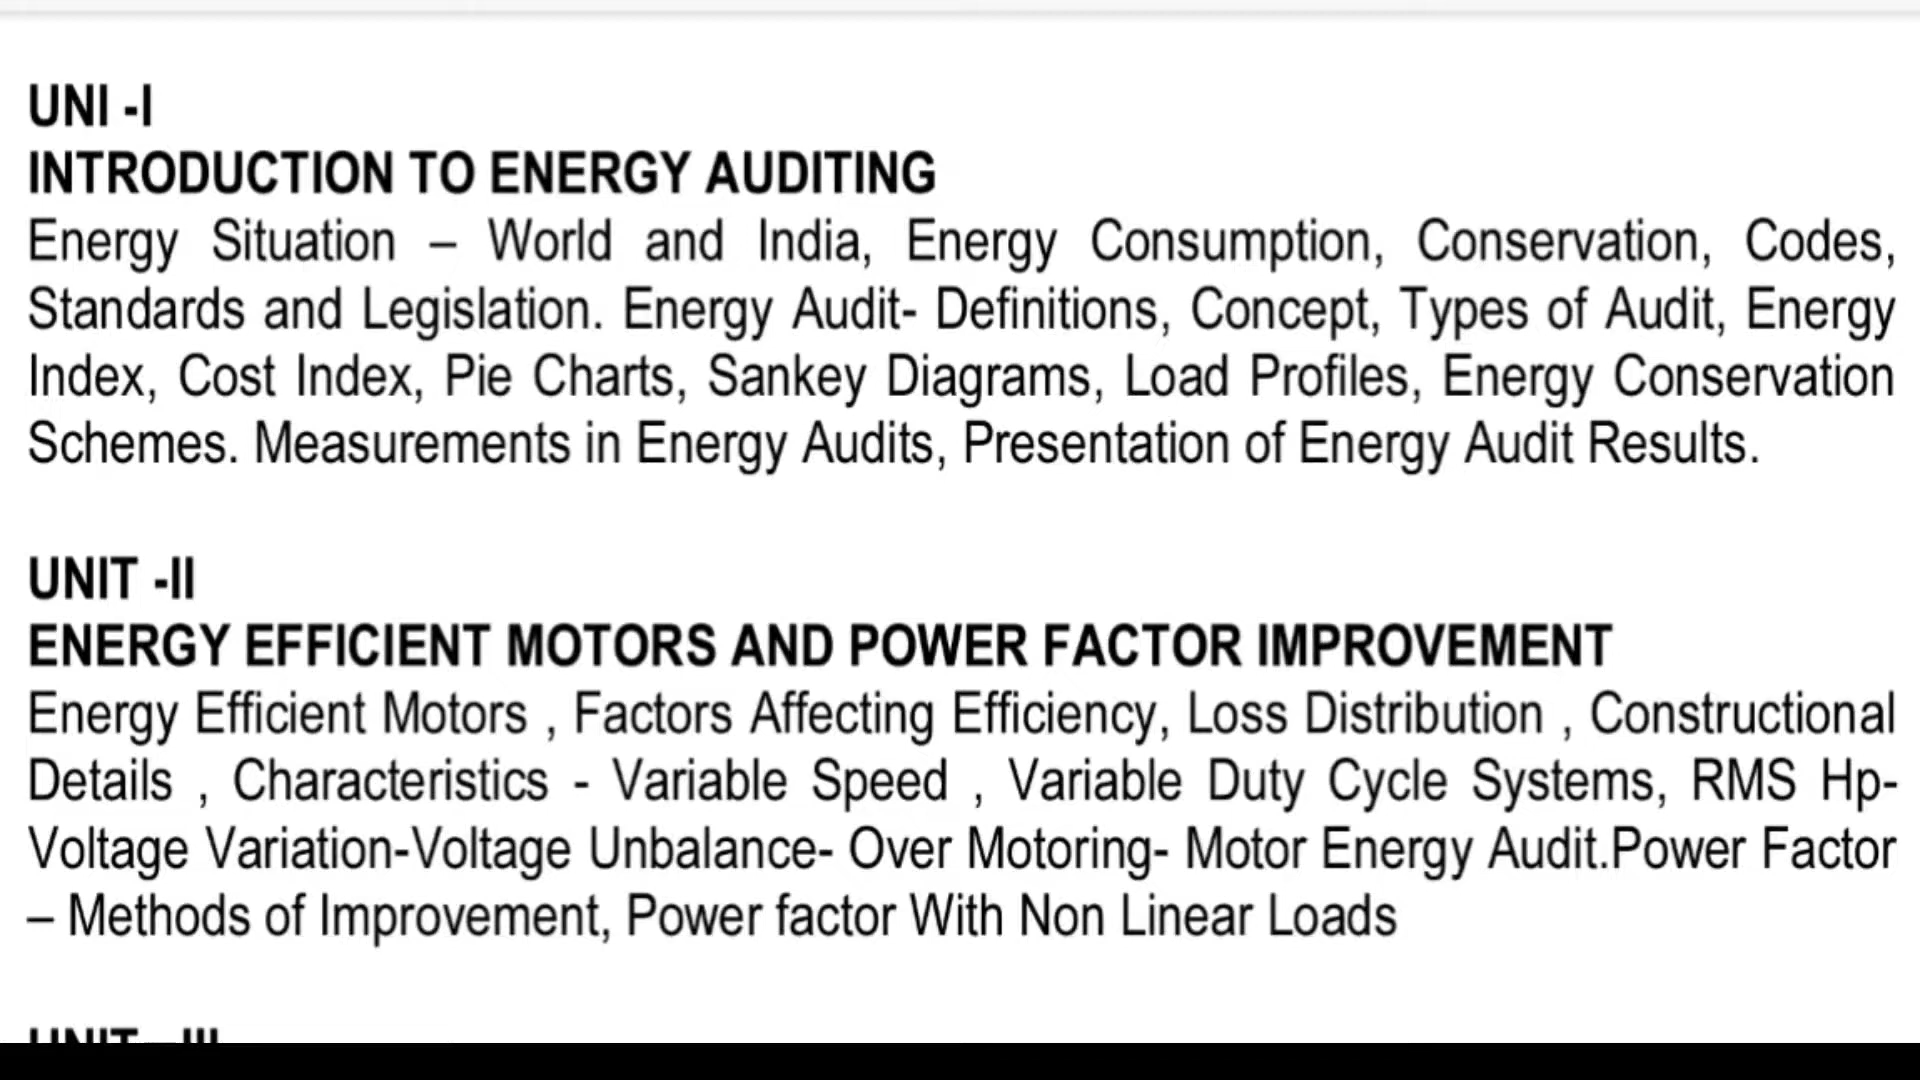 UNI -I
INTRODUCTION TO ENERGY AUDITING
Energy Situation – World and India, Energy Consumption, Conservation, Codes,
Standards and Legislation. Energy Audit- Definitions, Concept, Types of Audit, Energy
Index, Cost Index, Pie Charts, Sankey Diagrams, Load Profiles, Energy Conservation
Schemes. Measurements in Energy Audits, Presentation of Energy Audit Results.
UNIT -II
ENERGY EFFICIENT MOTORS AND POWER FACTOR IMPROVEMENT
Energy Efficient Motors , Factors Affecting Efficiency, Loss Distribution , Constructional
Details , Characteristics - Variable Speed , Variable Duty Cycle Systems, RMS Hp-
Voltage Variation-Voltage Unbalance- Over Motoring- Motor Energy Audit.Power Factor
– Methods of Improvement, Power factor With Non Linear Loads
UNIT –III